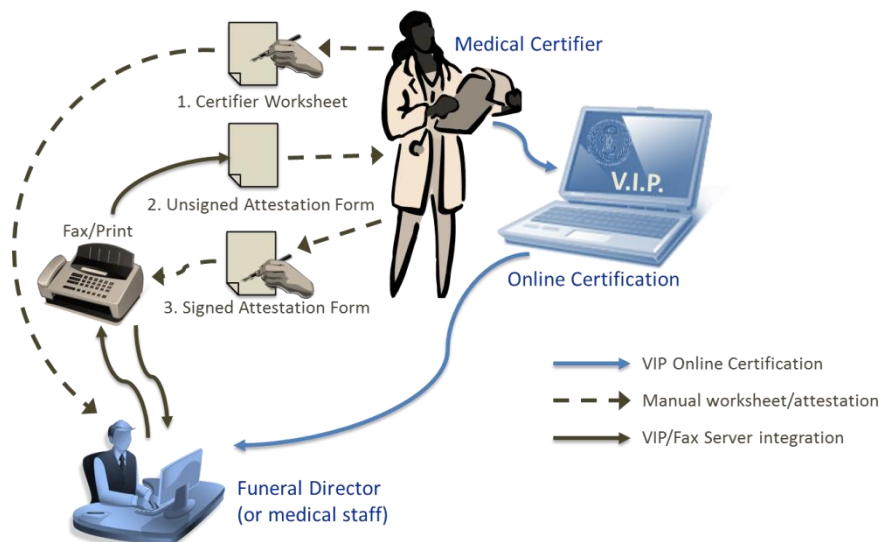 Medical Certifier
1. Certifier Worksheet
V.I.P.
2. Unsigned Attestation Form
Fax/Print
Online Certification
3. Signed Attestation Form
VIP Online Certification
Manual worksheet/attestation
VIP/Fax Server integration
Funeral Director
(or medical staff)